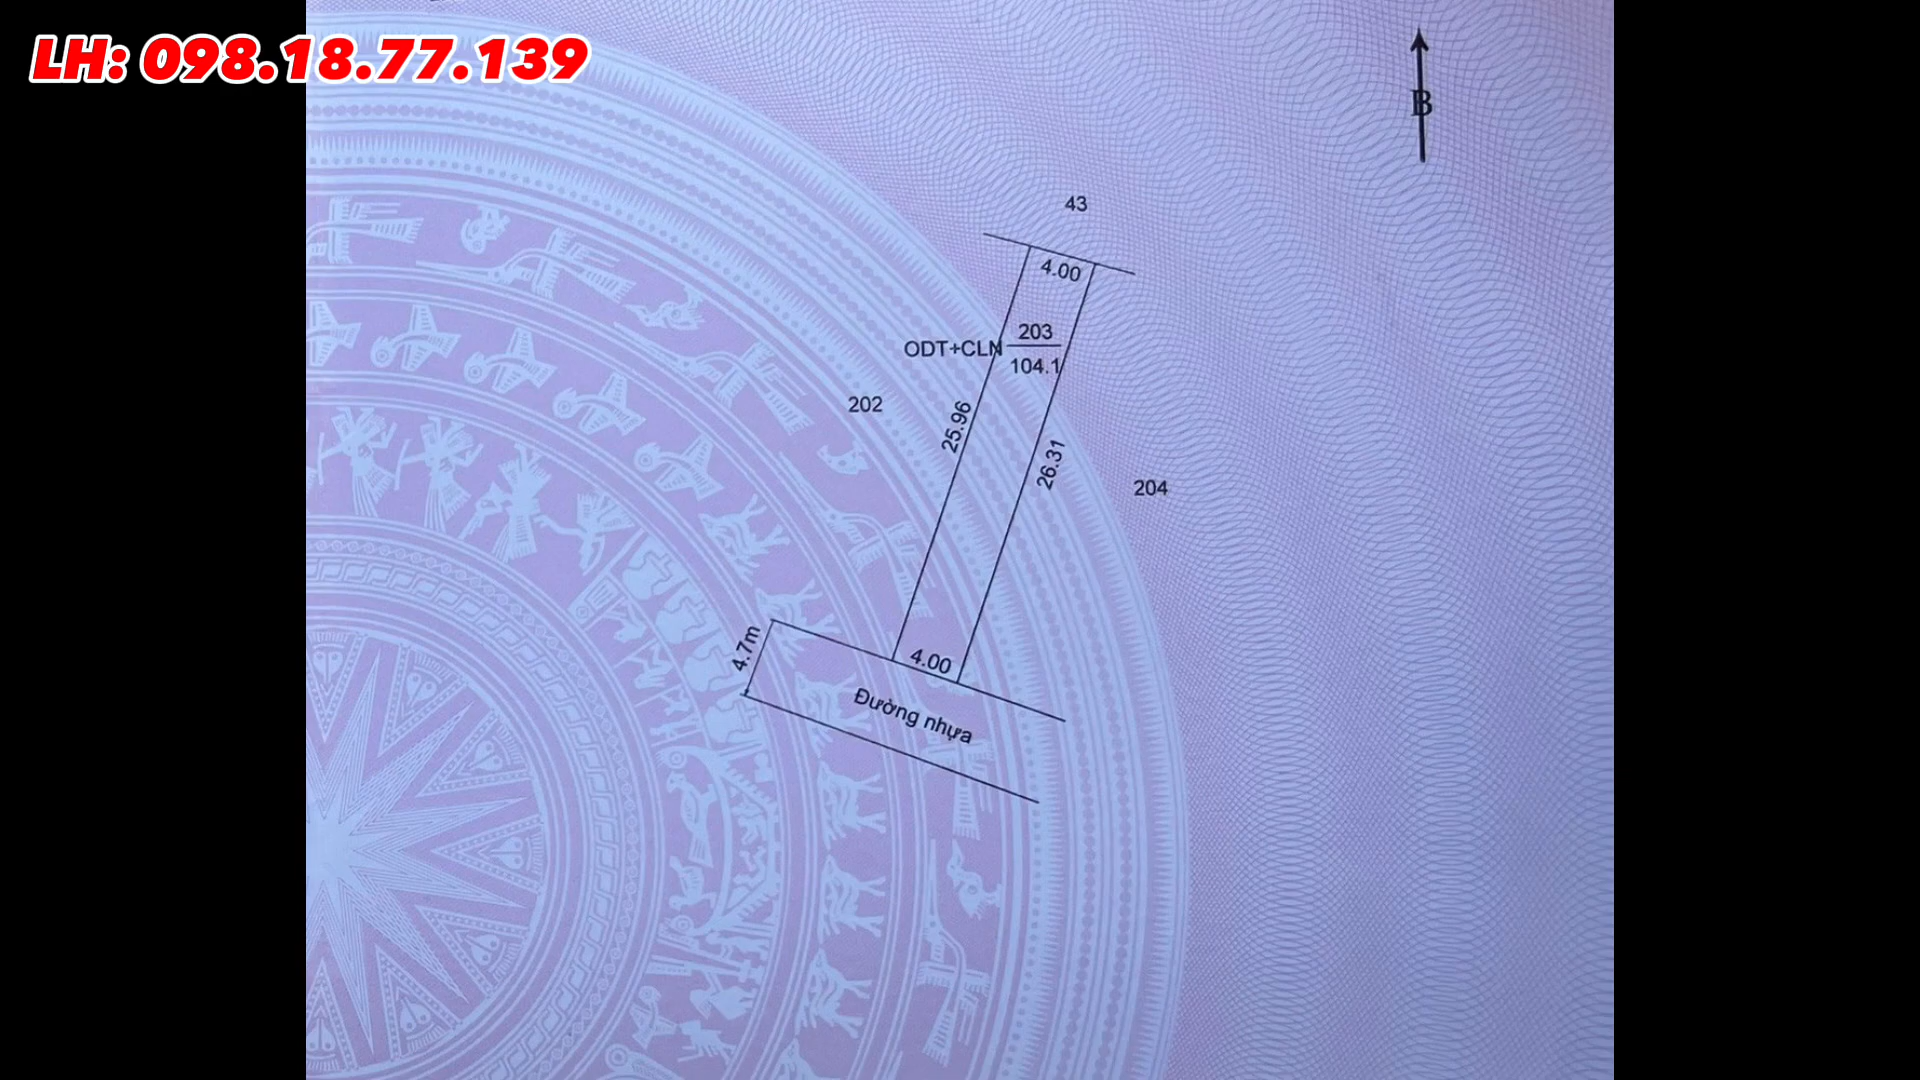 LH: 098.18.77.139
B
43
4.00
203
ODT+CLN
104.1
202
25.96
26.31
204
4.7m
4.00
Đường nhựa